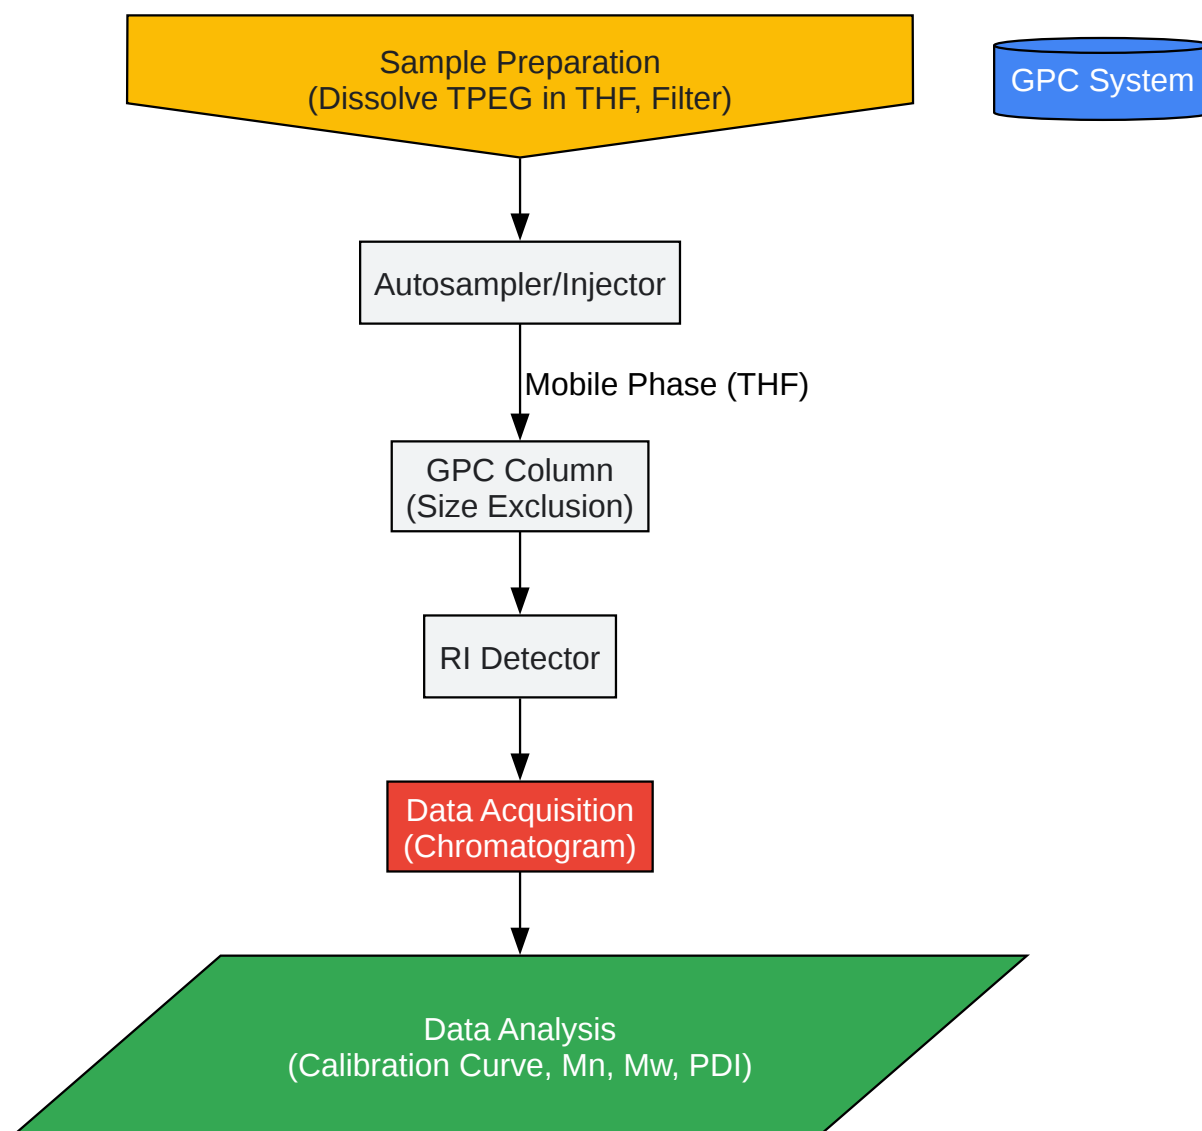 Sample Preparation
(Dissolve TPEG in THF, Filter)
GPC System
Autosampler/Injector
Mobile Phase (THF)
GPC Column
(Size Exclusion)
RI Detector
Data Acquisition
(Chromatogram)
Data Analysis
(Calibration Curve, Mn, Mw, PDI)